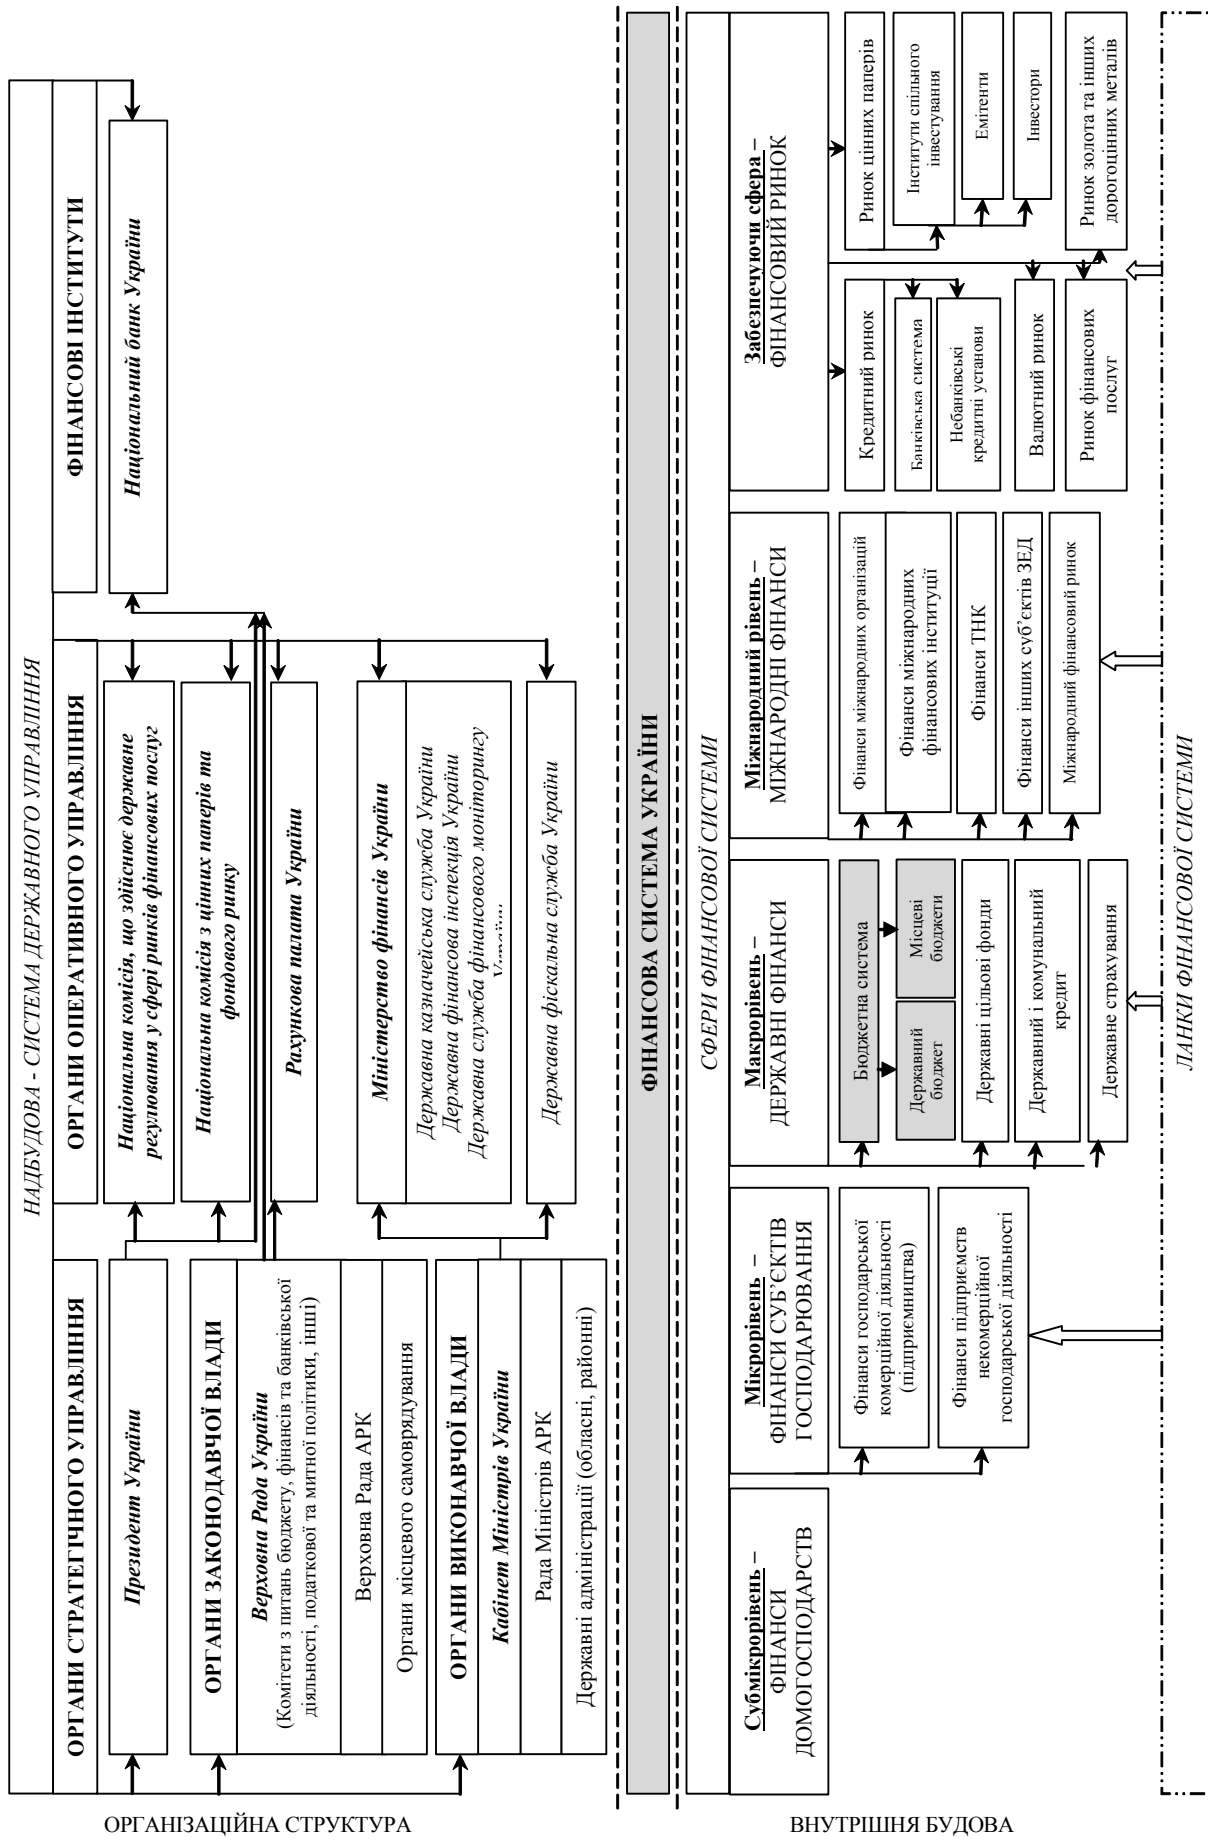 НАДБУДОВА - СИСТЕМА ДЕРЖАВНОГО УПРАВЛІННЯ
ОРГАНИ СТРАТЕГІЧНОГО УПРАВЛІННЯ
Президент України
ОРГАНИ ЗАКОНОДАВЧОЇ ВЛАДИ
Верховна Рада України
(Комітети з питань бюджету, фінансів та банківської
діяльності, податкової та митної політики, інші)
Верховна Рада АРК
Органи місцевого самоврядування
ОРГАНИ ВИКОНАВЧОЇ ВЛАДИ
Кабінет Міністрів України
Рада Міністрів АРК
Державні адміністрації (обласні, районні)
ОРГАНИ ОПЕРАТИВНОГО УПРАВЛІННЯ
Національна комісія, що здійснює державне
регулювання у сфері ринків фінансових послуг
Національна комісія з цінних паперів та
фондового ринку
Рахункова палата України
Міністерство фінансів України
Державна казначейська служба України
Державна фінансова інспекція України
Державна служба фінансового моніторингу
України
Державна фіскальна служба України
ФІНАНСОВІ ІНСТИТУТИ
Національний банк України
ОРГАНІЗАЦІЙНА СТРУКТУРА
ФІНАНСОВА СИСТЕМА УКРАЇНИ
СФЕРИ ФІНАНСОВОЇ СИСТЕМИ
Субмікрорівень –
ФІНАНСИ
ДОМОГОСПОДАРСТВ
Мікрорівень –
ФІНАНСИ СУБ’ЄКТІВ
ГОСПОДАРЮВАННЯ
Фінанси господарської
комерційної діяльності
(підприємництва)
Фінанси підприємств
некомерційної
господарської діяльності
Макрорівень –
ДЕРЖАВНІ ФІНАНСИ
Бюджетна система
Державний
бюджет
Місцеві
бюджети
Державні цільові фонди
Державний і комунальний
кредит
Державне страхування
Міжнародний рівень –
МІЖНАРОДНІ ФІНАНСИ
Фінанси міжнародних організацій
Фінанси міжнародних
фінансових інституції
Фінанси ТНК
Фінанси інших суб’єктів ЗЕД
Міжнародний фінансовий ринок
Забезпечуючи сфера –
ФІНАНСОВИЙ РИНОК
Кредитний ринок
Банківська система
Небанківські
кредитні установи
Валютний ринок
Ринок фінансових
послуг
Ринок цінних паперів
Інститути спільного
інвестування
Емітенти
Інвестори
Ринок золота та інших
дорогоцінних металів
ЛАНКИ ФІНАНСОВОЇ СИСТЕМИ
ВНУТРІШНЯ БУДОВА